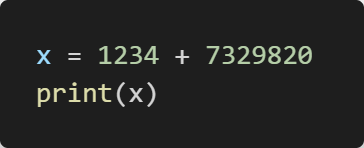 x = 1234 + 7329820
print(x)